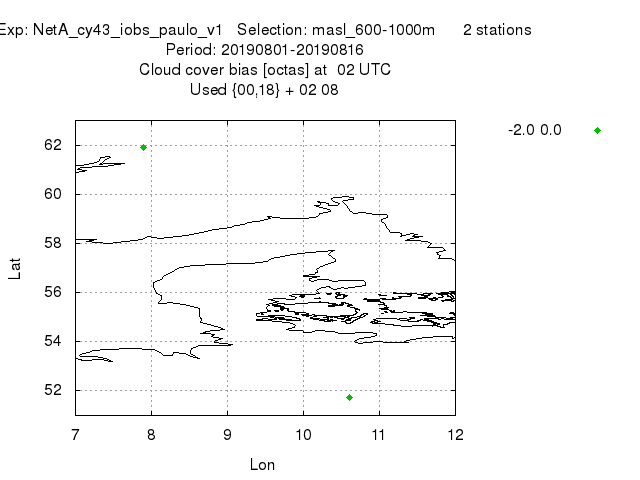 Exp: NetA_cy43_iobs_paulo_v1 Selection: masl_600-1000m 2 stations
Period: 20190801-20190816
Cloud cover bias [octas] at 02 UTC
Used {00,18} + 02 08
-2.0 0.0
62
60
58
56
54
52
Lat
7 8 9 10 11 12
Lon